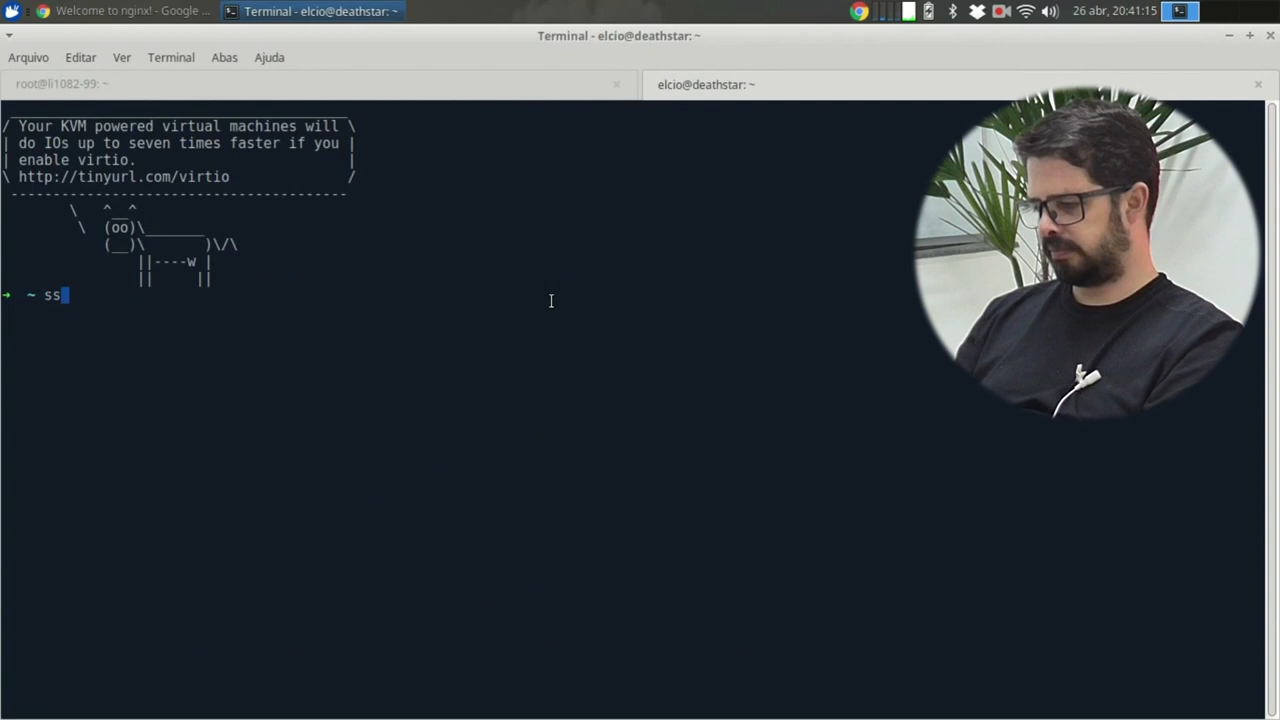 Welcome to nginx! - Google ...
Terminal - elcio@deathstar: ~
26 abr, 20:41:15
Terminal - elcio@deathstar: ~
Arquivo Editar Ver Terminal Abas Ajuda
root@li1082-99: ~
elcio@deathstar: ~
/ Your KVM powered virtual machines will \
| do IOs up to seven times faster if you |
| enable virtio. |
\ http://tinyurl.com/virtio /
----------------------------------------
\ ^__^
\ (oo)\_______
(__)\ )\/\
||----w |
|| ||
➜ ~ ss